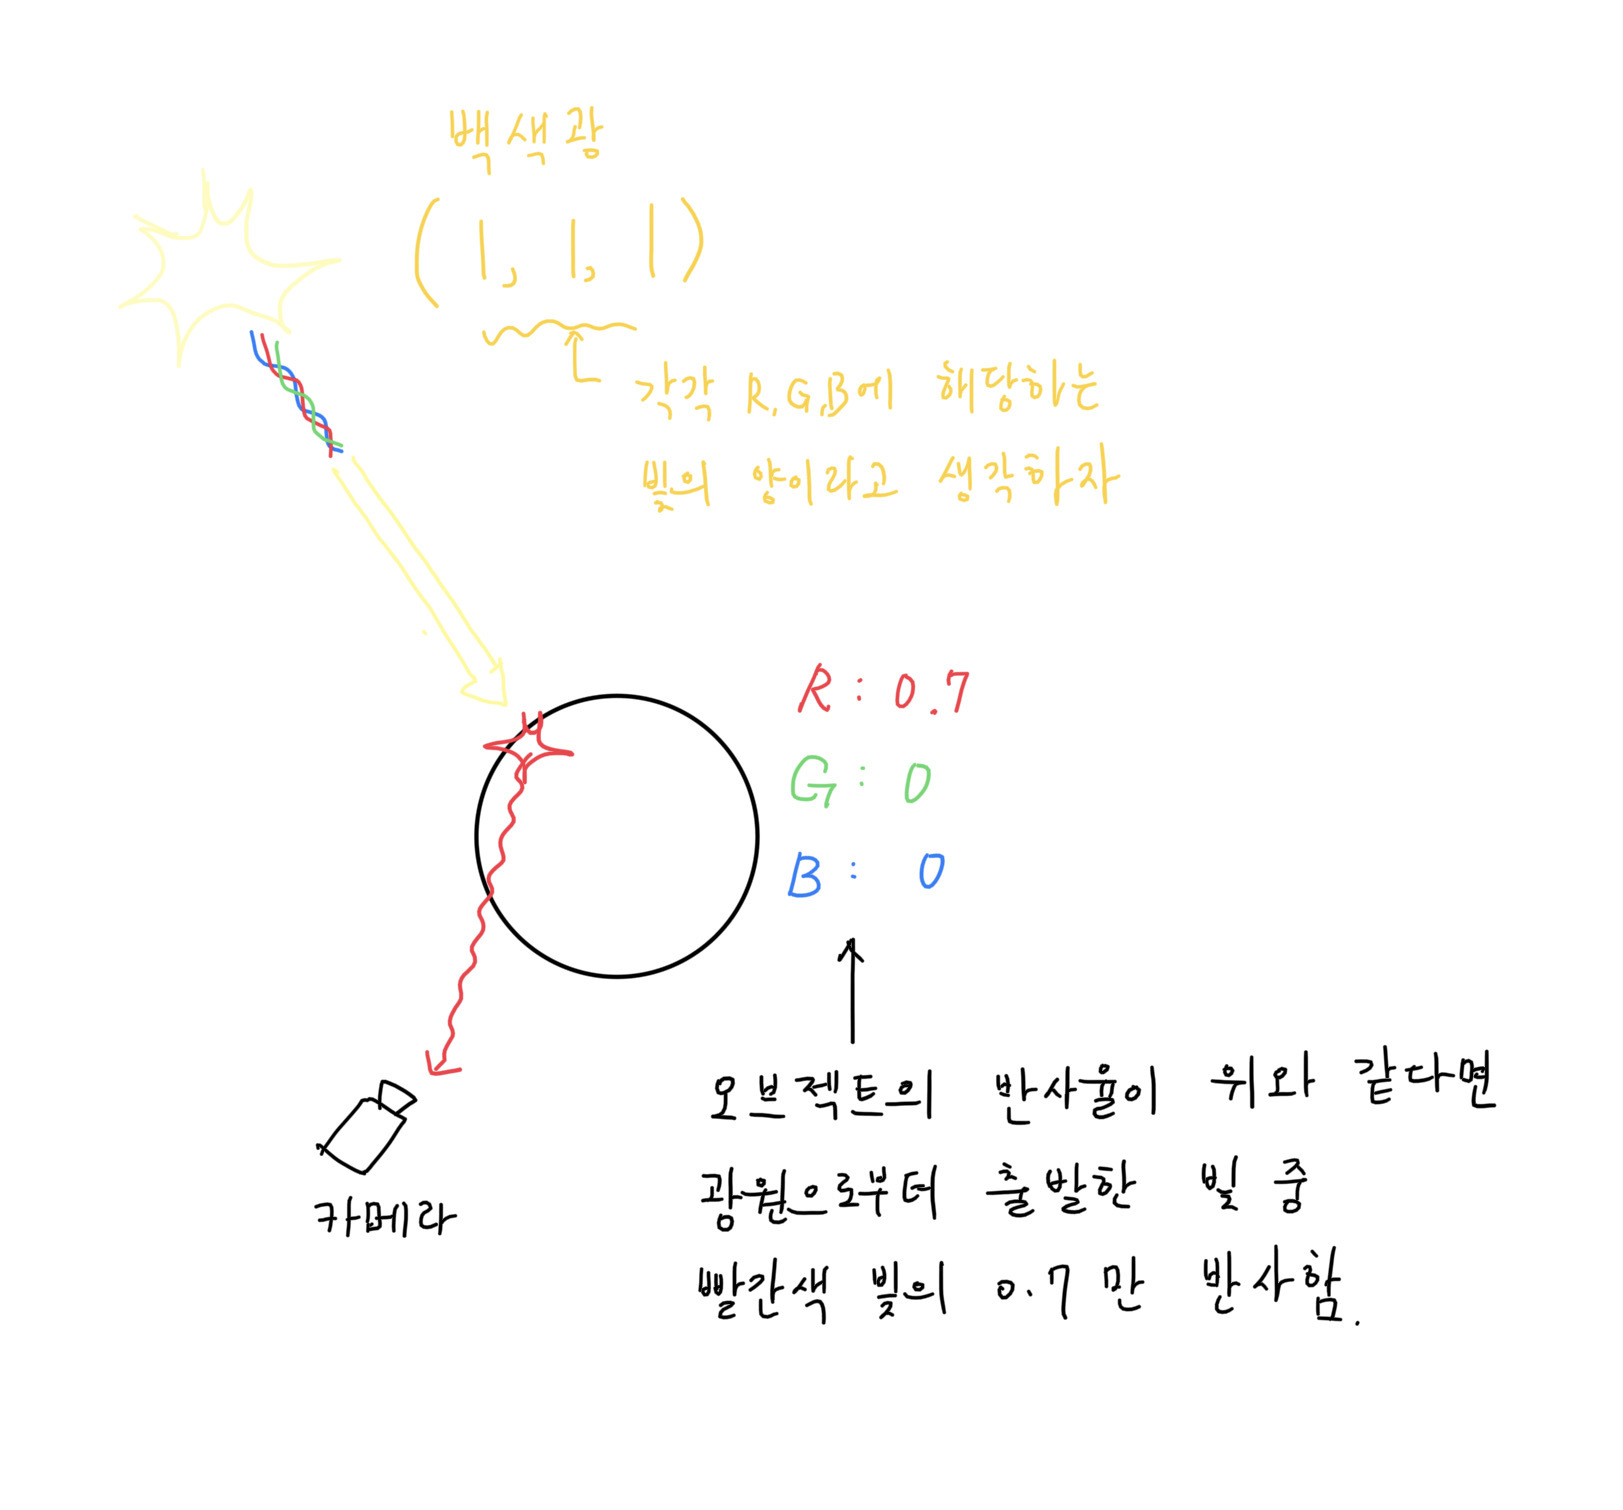 백색광
(1, 1, 1)
각각 R,G,B에 해당하는
빛의 양이라고 생각하자
R : 0.7
G : 0
B : 0
오브젝트의 반사율이 위와 같다면
광원으로부터 출발한 빛 중
빨간색 빛의 0.7 만 반사함.
카메라